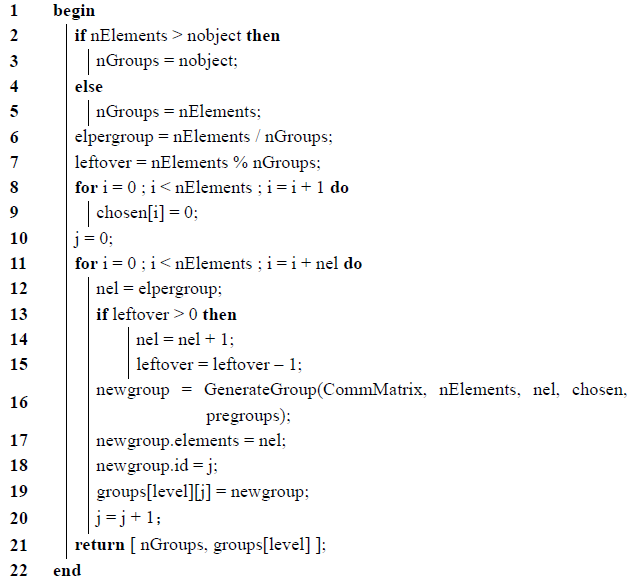 1 begin
2 if nElements > nobject then
3 nGroups = nobject;
4 else
5 nGroups = nElements;
6 elpergroup = nElements / nGroups;
7 leftover = nElements % nGroups;
8 for i = 0 ; i < nElements ; i = i + 1 do
9 chosen[i] = 0;
10 j = 0;
11 for i = 0 ; i < nElements ; i = i + nel do
12 nel = elpergroup;
13 if leftover > 0 then
14 nel = nel + 1;
15 leftover = leftover – 1;
16 newgroup = GenerateGroup(CommMatrix, nElements, nel, chosen,
pregroups);
17 newgroup.elements = nel;
18 newgroup.id = j;
19 groups[level][j] = newgroup;
20 j = j + 1;
21 return [ nGroups, groups[level] ];
22 end